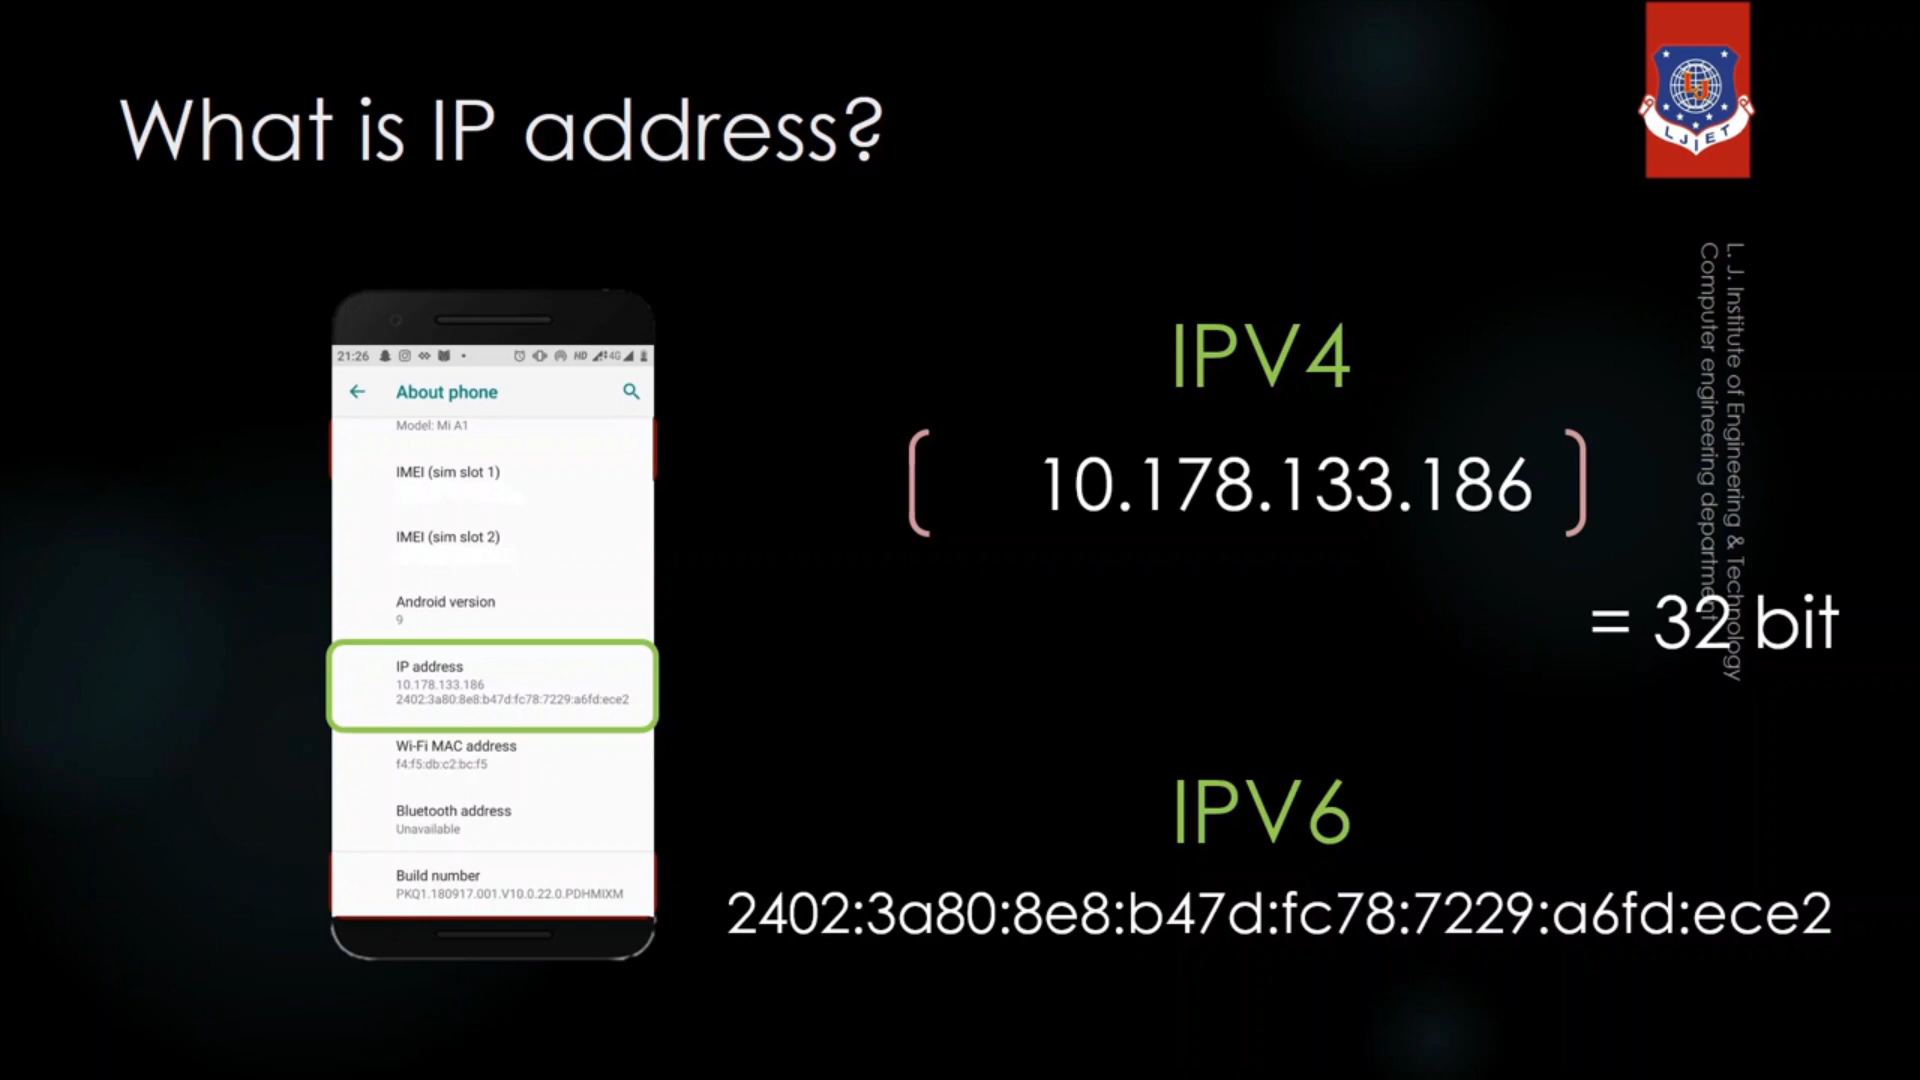 What is IP address?
LJIET
L. J. Institute of Engineering & Technology
Computer engineering department
21:26
HD
4G
About phone
Model: Mi A1
IMEI (sim slot 1)
IMEI (sim slot 2)
Android version
9
IP address
10.178.133.186
2402:3a80:8e8:b47d:fc78:7229:a6fd:ece2
Wi-Fi MAC address
f4:f5:db:c2:bc:f5
Bluetooth address
Unavailable
Build number
PKQ1.180917.001.V10.0.22.0.PDHMIXM
IPV4
[ 10.178.133.186 ]
= 32 bit
IPV6
2402:3a80:8e8:b47d:fc78:7229:a6fd:ece2